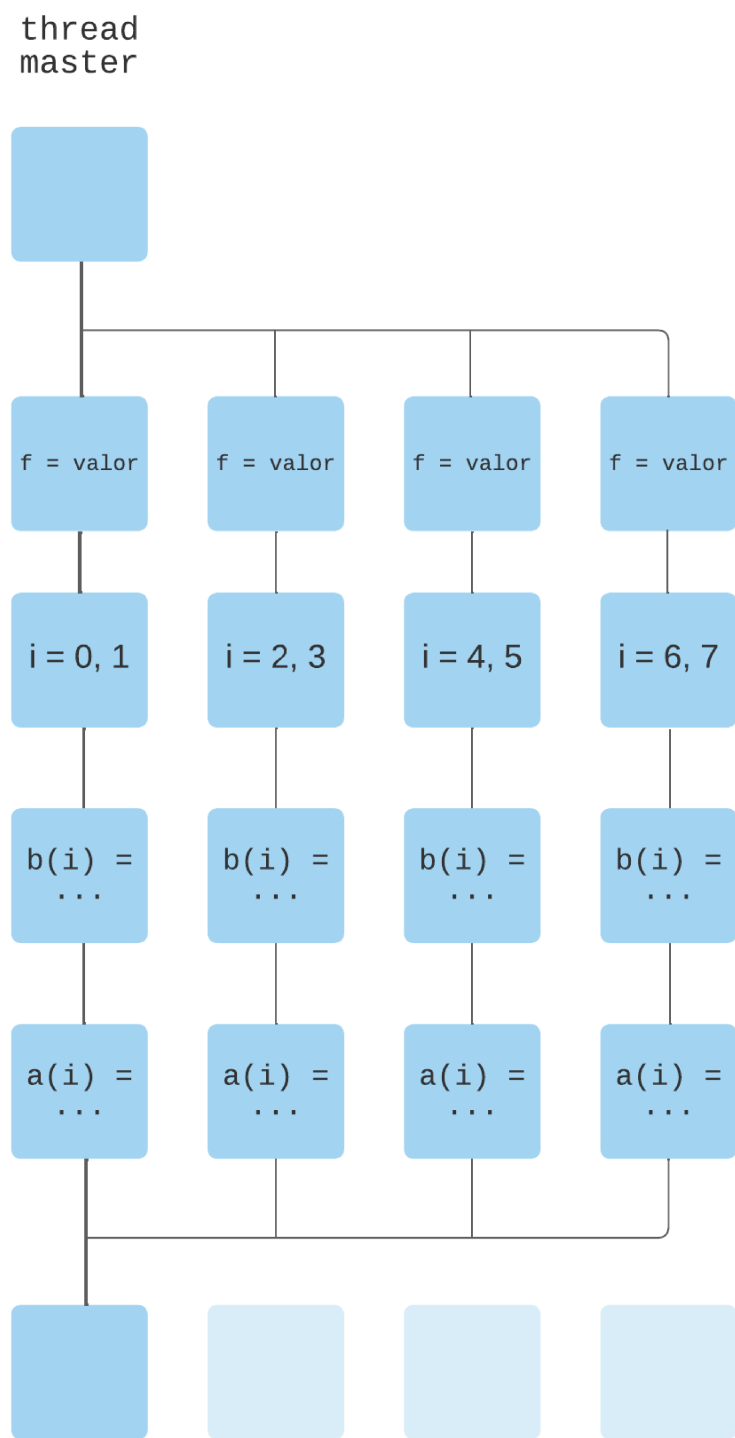 thread
master
f = valor
f = valor
f = valor
f = valor
i = 0, 1
i = 2, 3
i = 4, 5
i = 6, 7
b(i) =
...
b(i) =
...
b(i) =
...
b(i) =
...
a(i) =
...
a(i) =
...
a(i) =
...
a(i) =
...